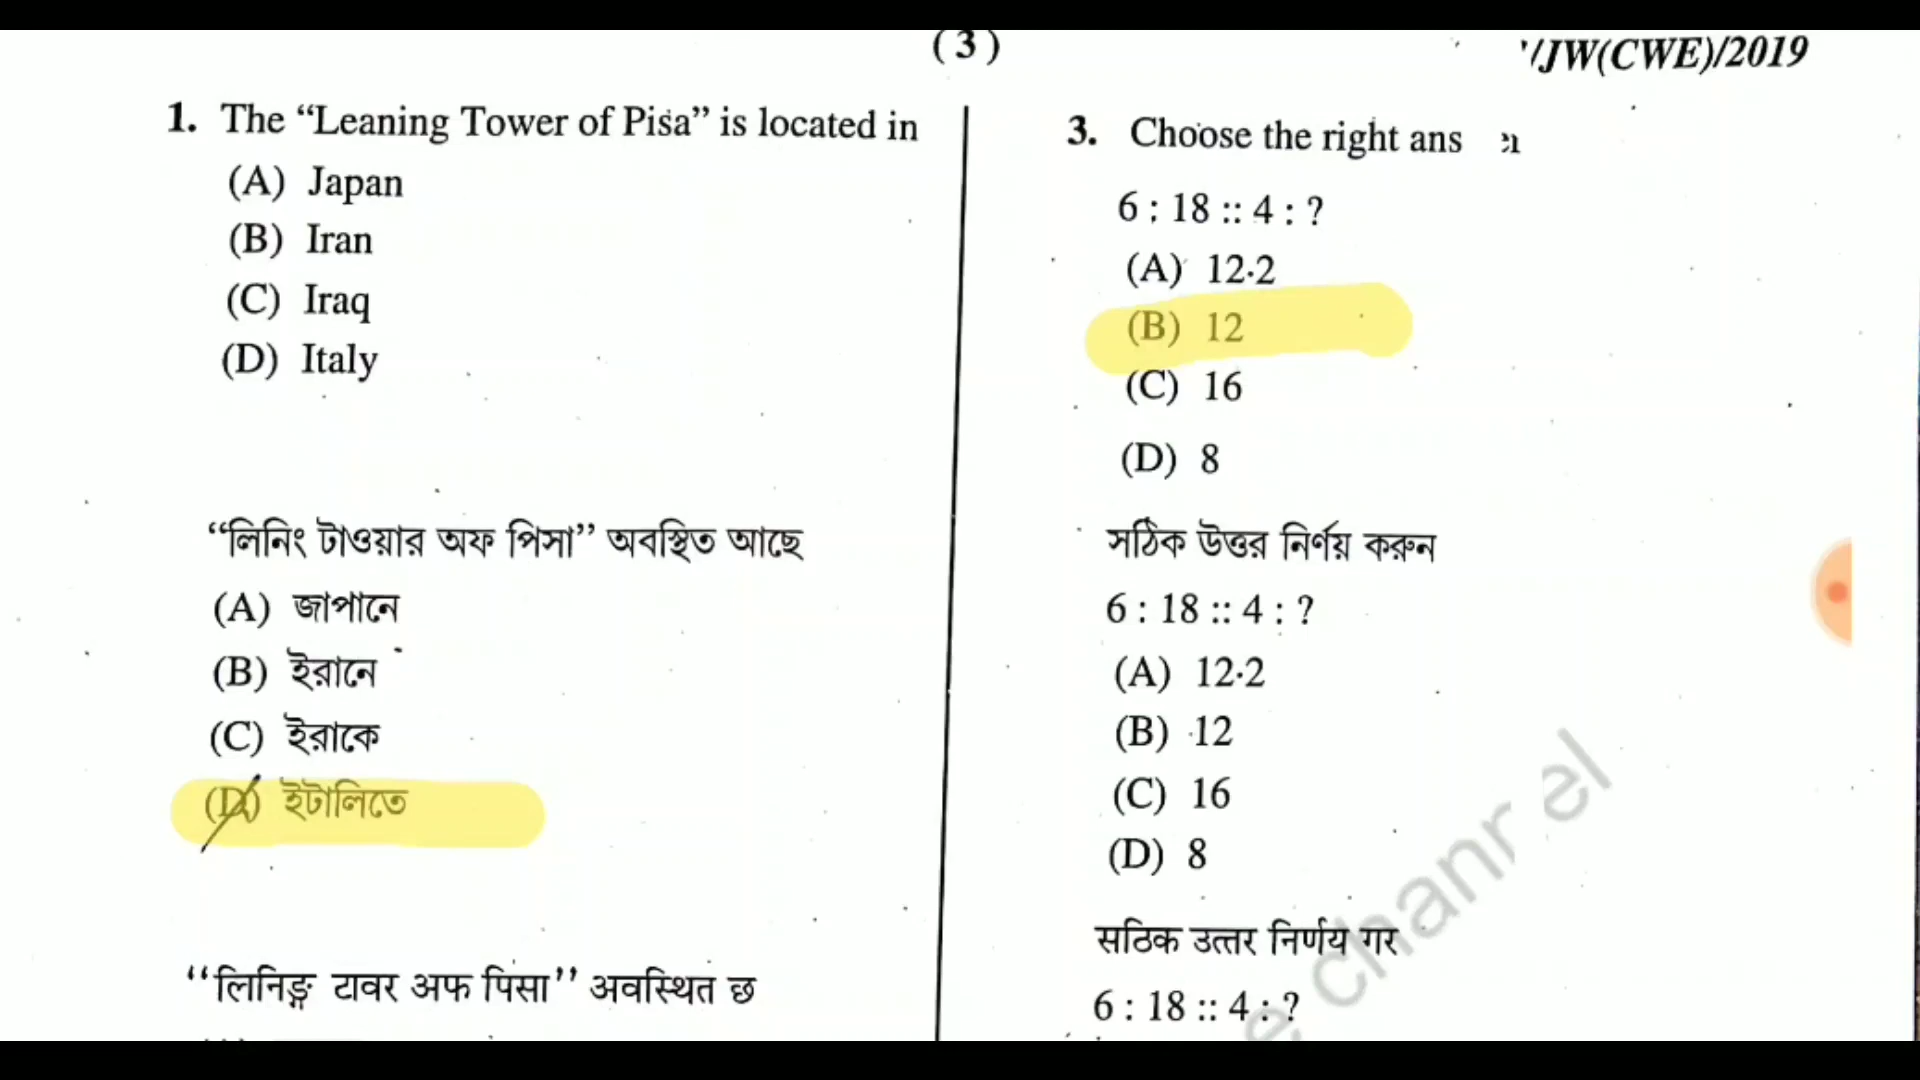 (3)
'/JW(CWE)/2019
1. The “Leaning Tower of Pisa” is located in
(A) Japan
(B) Iran
(C) Iraq
(D) Italy
“লিনিং টাওয়ার অফ পিসা” অবস্থিত আছে
(A) জাপানে
(B) ইরানে
(C) ইরাকে
(D) ইটালিতে
“लिनिङ्ग टावर अफ पिसा” अवस्थित छ
3. Choose the right ans
6 : 18 :: 4 : ?
(A) 12·2
(B) 12
(C) 16
(D) 8
সঠিক উত্তর নির্ণয় করুন
6 : 18 :: 4 : ?
(A) 12·2
(B) 12
(C) 16
(D) 8
सठिक उत्तर निर्णय गर
6 : 18 :: 4 : ?
e chanr el